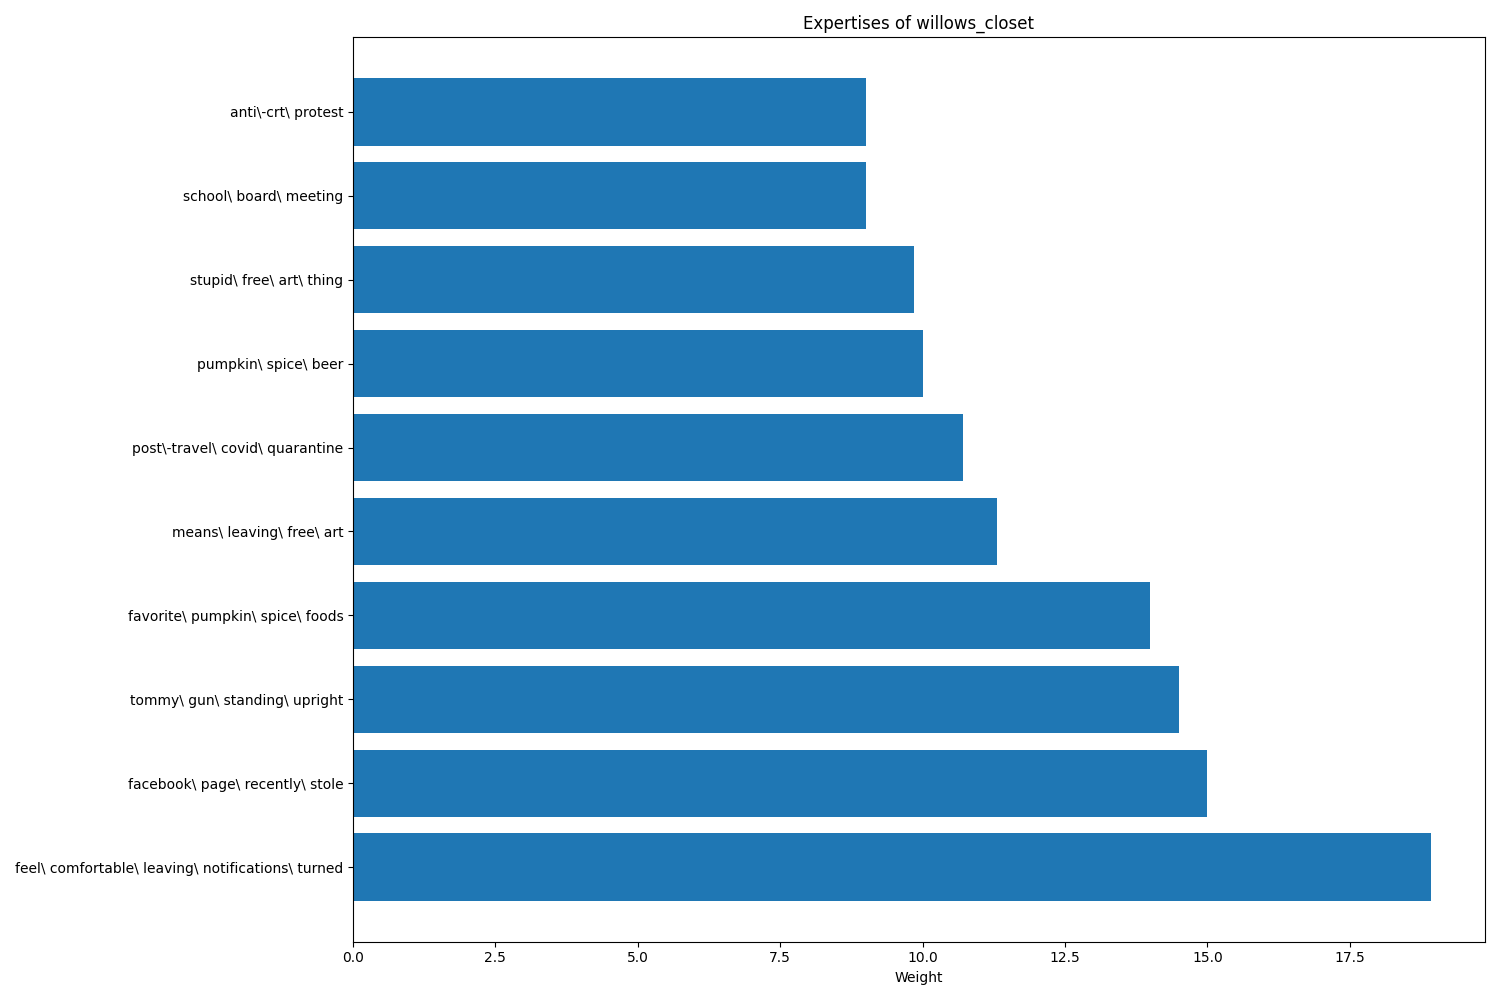 Expertises of willows_closet
anti\-crt\ protest
school\ board\ meeting
stupid\ free\ art\ thing
pumpkin\ spice\ beer
post\-travel\ covid\ quarantine
means\ leaving\ free\ art
favorite\ pumpkin\ spice\ foods
tommy\ gun\ standing\ upright
facebook\ page\ recently\ stole
feel\ comfortable\ leaving\ notifications\ turned
0.0 2.5 5.0 7.5 10.0 12.5 15.0 17.5
Weight